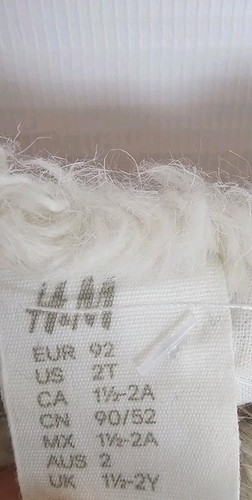 H&M
EUR 92
US 2T
CA 1½-2A
CN 90/52
MX 1½-2A
AUS 2
UK 1½-2Y